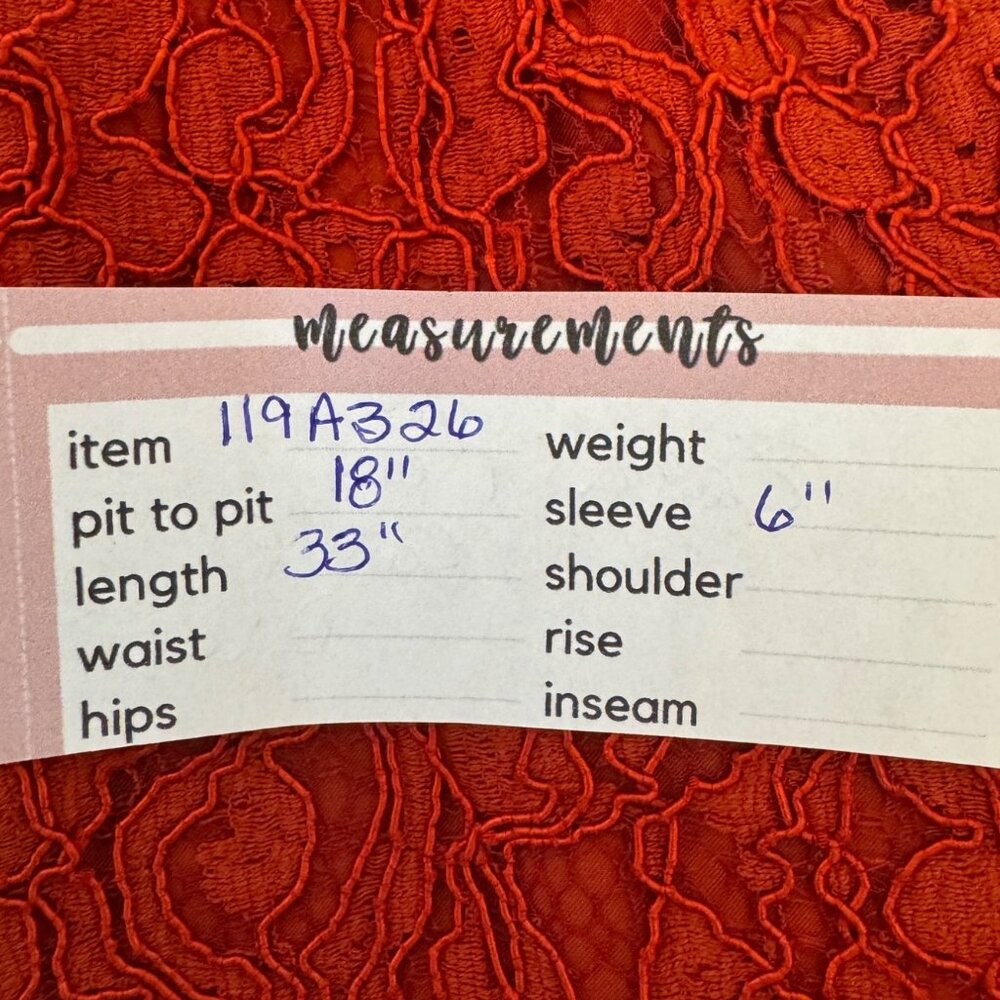 measurements
item 119A326
pit to pit 18"
length 33"
waist
hips
weight
sleeve 6"
shoulder
rise
inseam